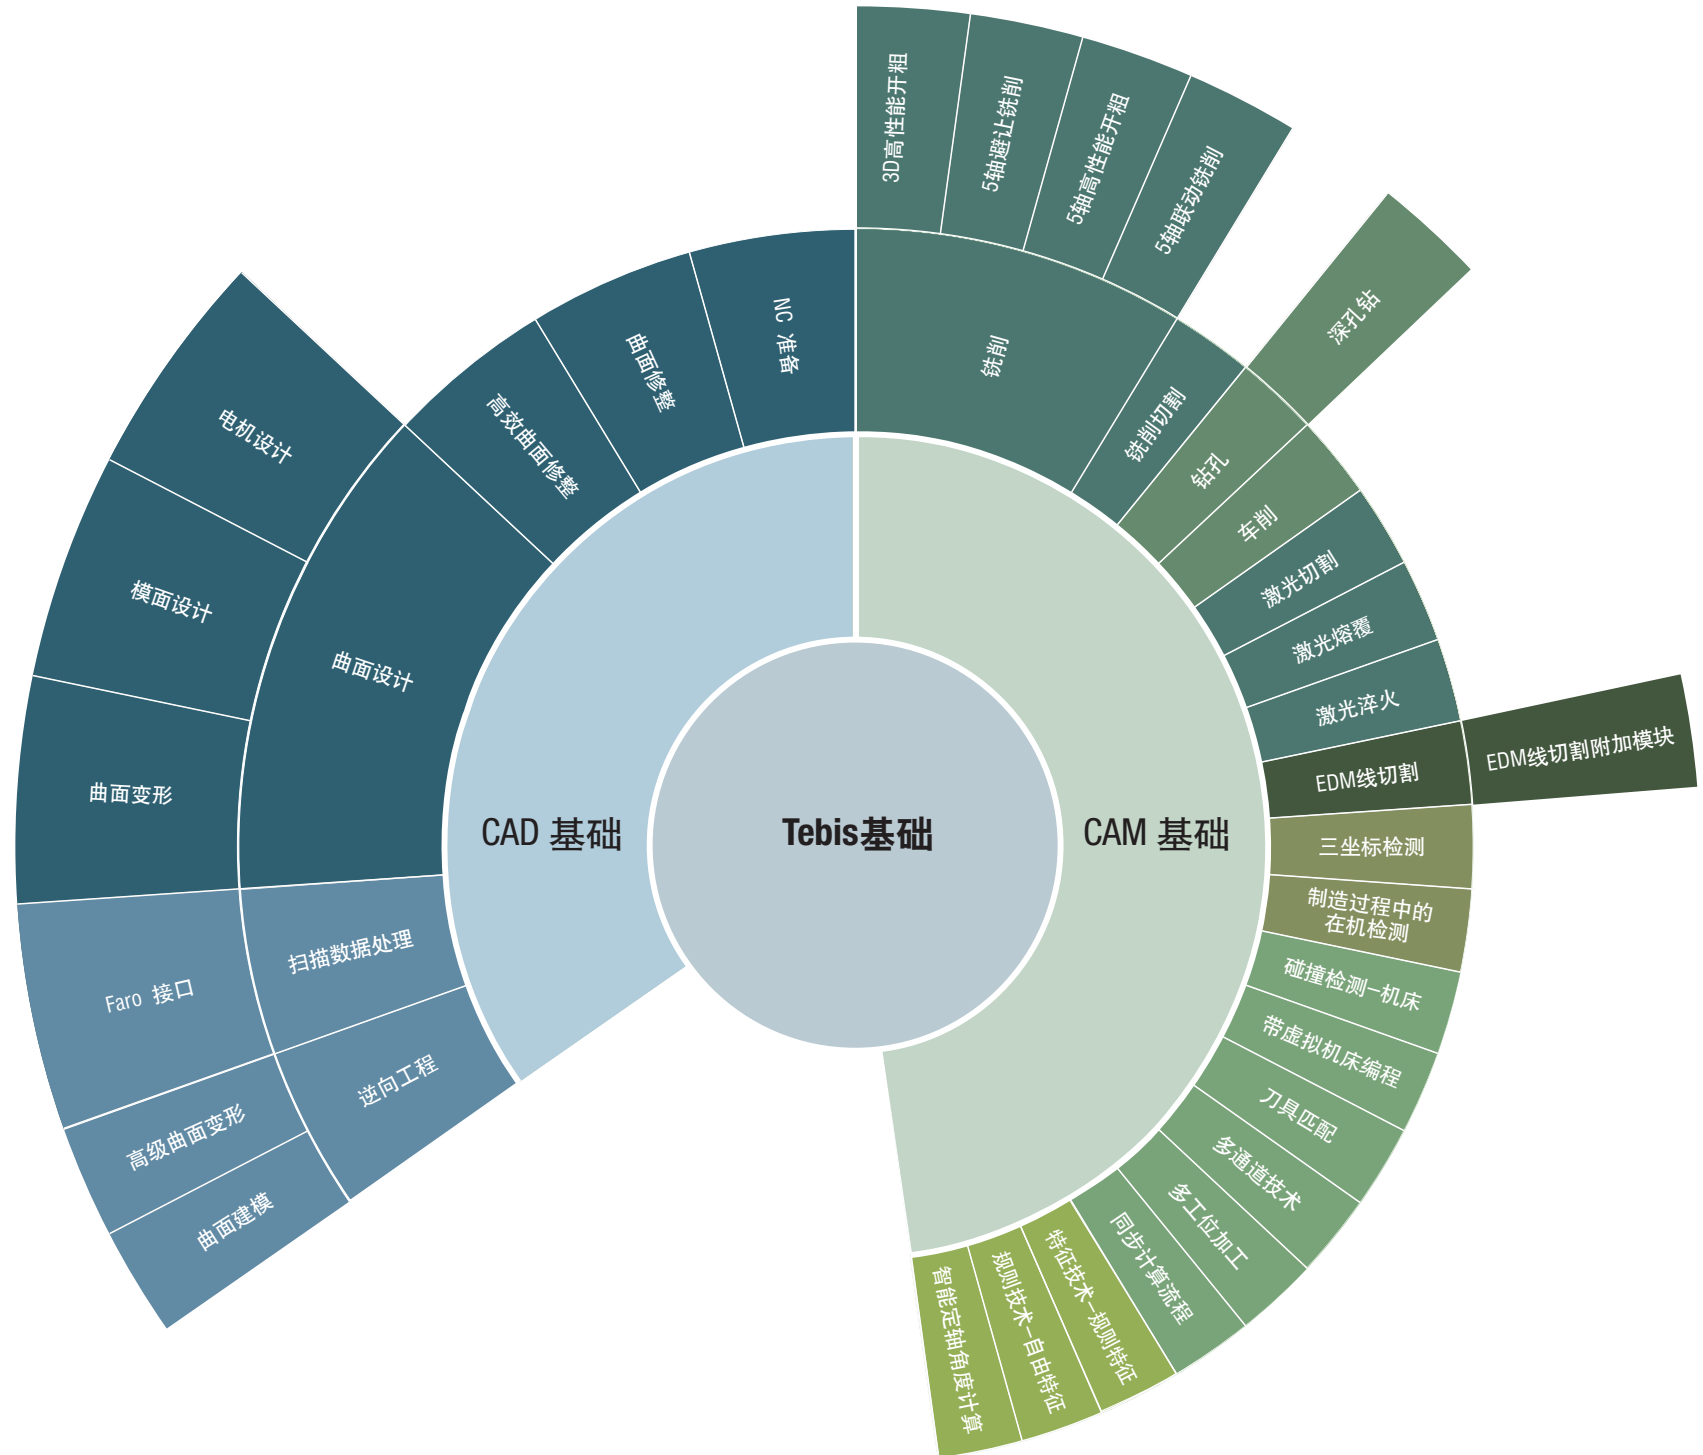 Tebis基础
CAD 基础
CAM 基础
NC 准备
曲面修整
高效曲面修整
曲面设计
电机设计
模面设计
曲面变形
扫描数据处理
Faro 接口
逆向工程
高级曲面变形
曲面建模
铣削
3D高性能开粗
5轴避让铣削
5轴高性能开粗
5轴联动铣削
铣削切割
钻孔
深孔钻
车削
激光切割
激光熔覆
激光淬火
EDM线切割
EDM线切割附加模块
三坐标检测
制造过程中的
在机检测
碰撞检测–机床
带虚拟机床编程
刀具匹配
多通道技术
多工位加工
同步计算流程
特征技术–规则特征
规则技术–自由特征
智能定轴角度计算